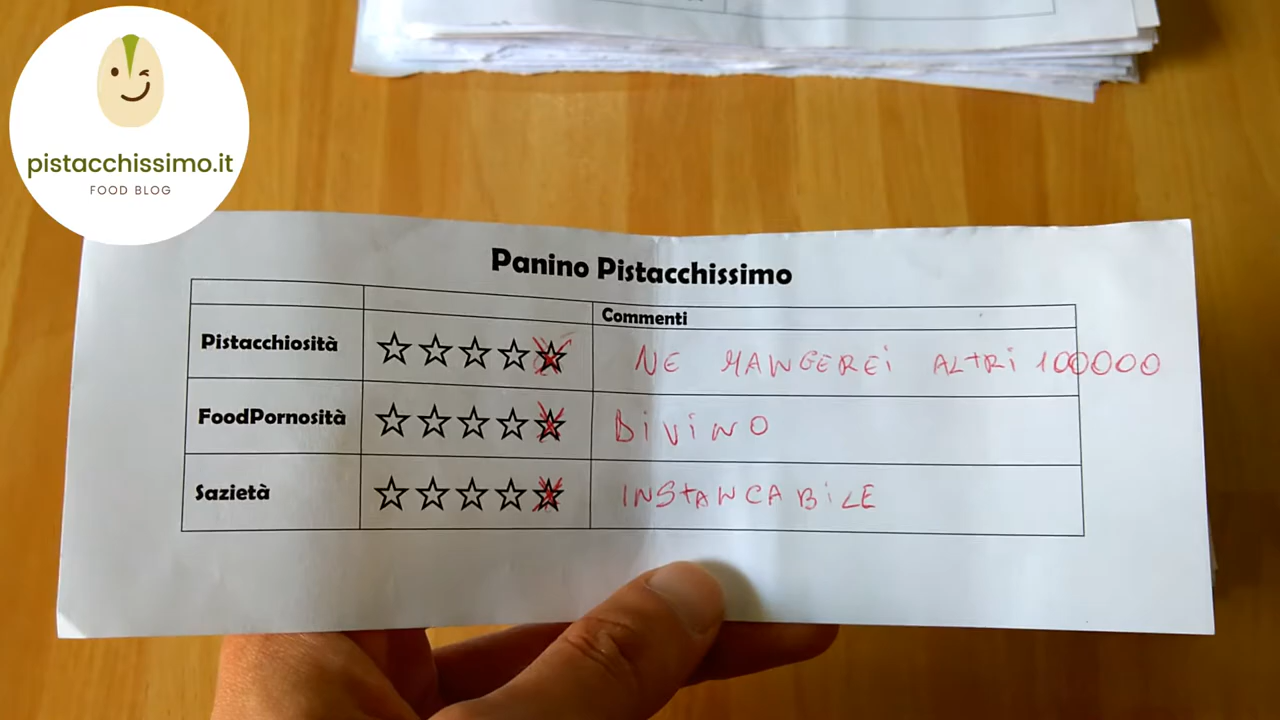 pistacchissimo.it
FOOD BLOG
Panino Pistacchissimo
Commenti
Pistacchiosità NE MANGEREI ALTRI 100000
FoodPornosità DIVINO
Sazietà INSTANCABILE